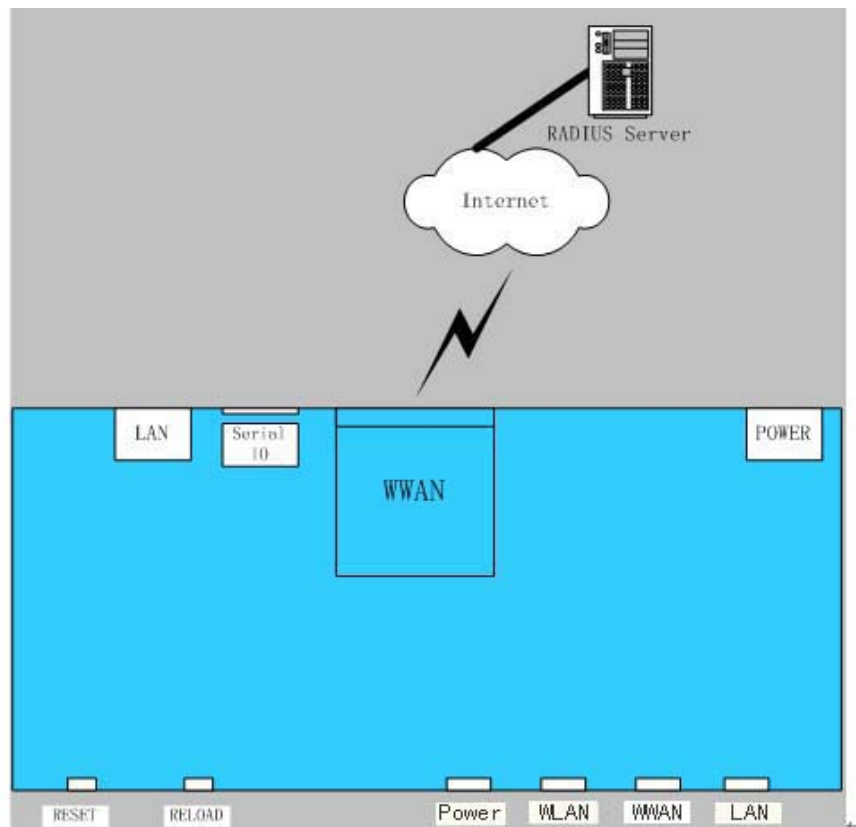 RADIUS Server
Internet
LAN
Serial
IO
POWER
WWAN
RESET
RELOAD
Power
WLAN
WWAN
LAN